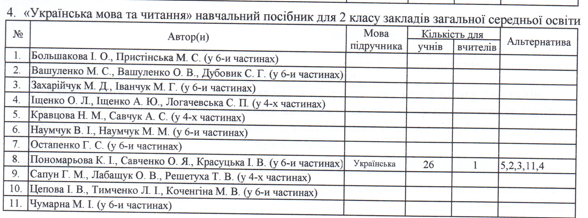 4. «Українська мова та читання» навчальний посібник для 2 класу закладів загальної середньої освіти
№ Автор(и) Мова підручника Кількість для учнів вчителів Альтернатива
1. Большакова І. О., Пристінська М. С. (у 6-и частинах)
2. Вашуленко М. С., Вашуленко О. В., Дубовик С. Г. (у 6-и частинах)
3. Захарійчук М. Д., Іванчук М. Г. (у 6-и частинах)
4. Іщенко О. Л., Іщенко А. Ю., Логачевська С. П. (у 4-х частинах)
5. Кравцова Н. М., Савчук А. С. (у 4-х частинах)
6. Наумчук В. І., Наумчук М. М. (у 6-и частинах)
7. Остапенко Г. С. (у 6-и частинах)
8. Пономарьова К. І., Савченко О. Я., Красуцька І. В. (у 6-и частинах) Українська 26 1 5,2,3,11,4
9. Сапун Г. М., Лабащук О. В., Решетуха Т. В. (у 4-х частинах)
10. Цепова І. В., Тимченко Л. І., Коченгіна М. В. (у 6-и частинах)
11. Чумарна М. І. (у 6-и частинах)